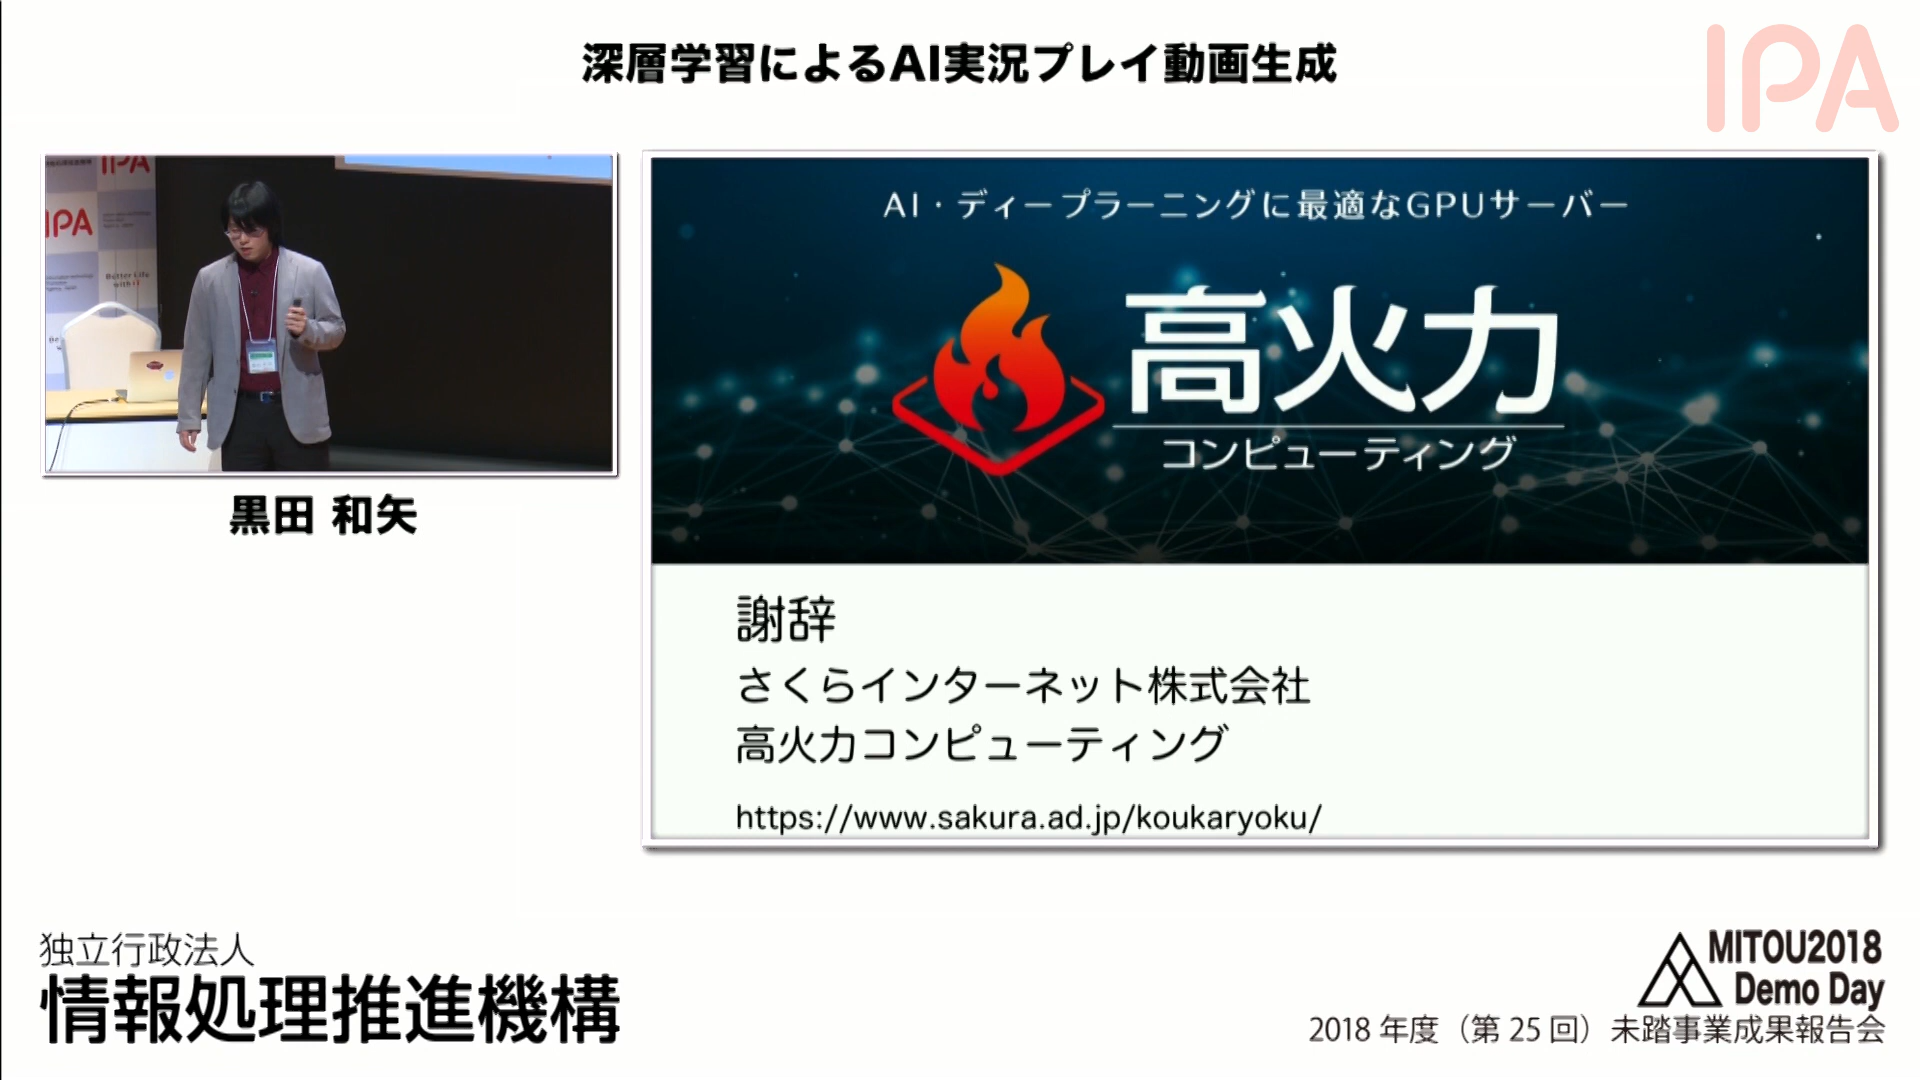 深層学習によるAI実況プレイ動画生成
IPA
IPA
IPA
Better Life
with IT
黒田 和矢
AI・ディープラーニングに最適なGPUサーバー
高火力
コンピューティング
謝辞
さくらインターネット株式会社
高火力コンピューティング
https://www.sakura.ad.jp/koukaryoku/
独立行政法人
情報処理推進機構
MITOU2018
Demo Day
2018 年度（第 25 回）未踏事業成果報告会